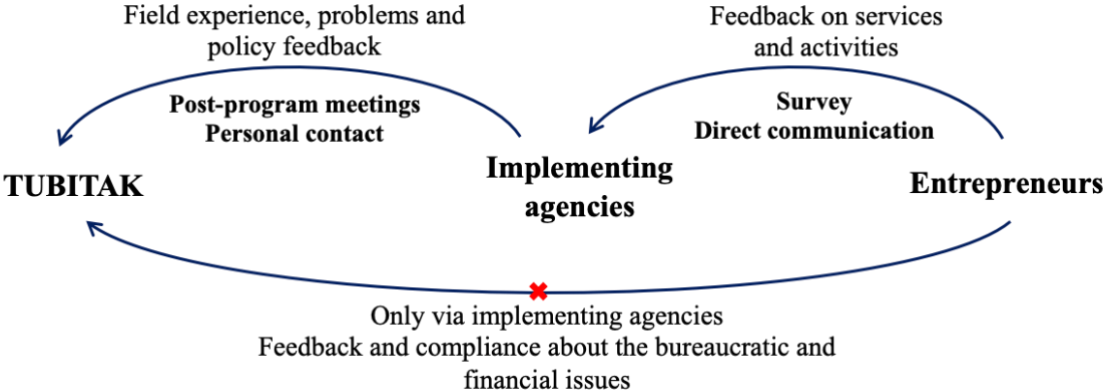 Field experience, problems and
policy feedback
Post-program meetings
Personal contact
Feedback on services
and activities
Survey
Direct communication
TUBITAK
Implementing
agencies
Entrepreneurs
Only via implementing agencies
Feedback and compliance about the bureaucratic and
financial issues